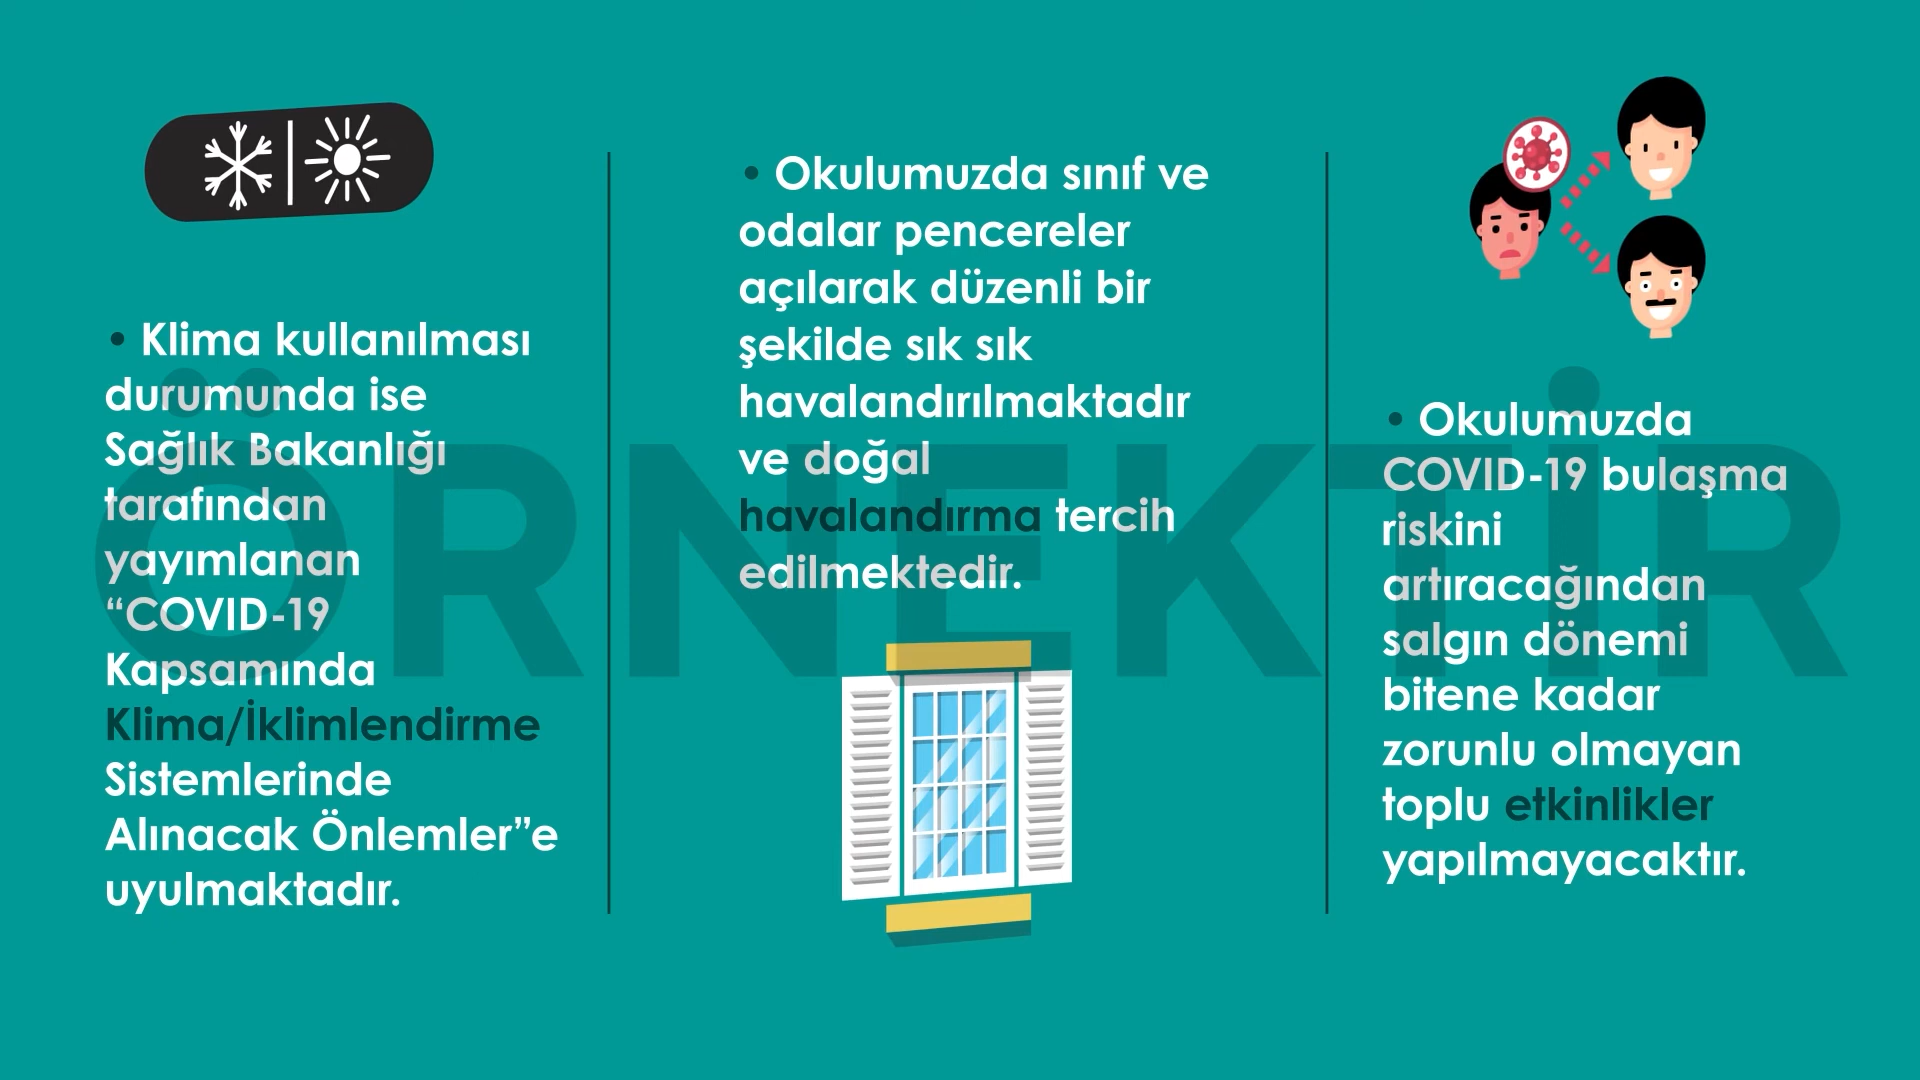 • Klima kullanılması
durumunda ise
Sağlık Bakanlığı
tarafından
yayımlanan
“COVID-19
Kapsamında
Klima/İklimlendirme
Sistemlerinde
Alınacak Önlemler”e
uyulmaktadır.
• Okulumuzda sınıf ve
odalar pencereler
açılarak düzenli bir
şekilde sık sık
havalandırılmaktadır
ve doğal
havalandırma tercih
edilmektedir.
• Okulumuzda
COVID-19 bulaşma
riskini
artıracağından
salgın dönemi
bitene kadar
zorunlu olmayan
toplu etkinlikler
yapılmayacaktır.
ÖRNEKTİR